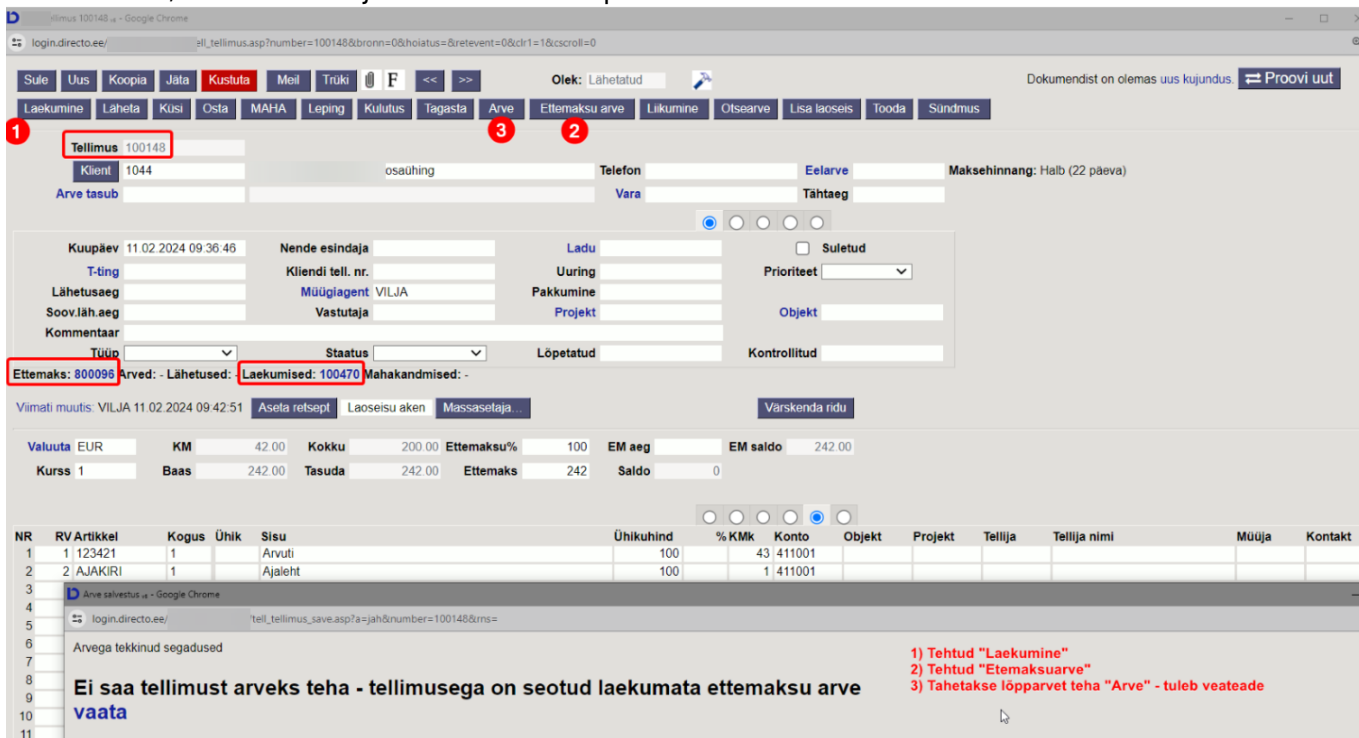 ellimus 100148 - Google Chrome
login.directo.ee/ ell_tellimus.asp?number=100148&bronn=0&hoiatus=&retevent=0&clr1=1&cscroll=0
Sule Uus Koopia Jäta Kustuta Meil Trüki F << >> Olek: Lähetatud Dokumendist on olemas uus kujundus. Proovi uut
Laekumine Läheta Küsi Osta MAHA Leping Kulutus Tagasta Arve Ettemaksu arve Liikumine Otsearve Lisa laoseis Tooda Sündmus
1 3 2
Tellimus 100148
Klient 1044 osaühing Telefon Eelarve Maksehinnang: Halb (22 päeva)
Arve tasub Vara Tähtaeg
Kuupäev 11.02.2024 09:36:46 Nende esindaja Ladu Suletud
T-ting Kliendi tell. nr. Uuring Prioriteet
Lähetusaeg Müügiagent VILJA Pakkumine
Soov.läh.aeg Vastutaja Projekt Objekt
Kommentaar
Tüüp Staatus Lõpetatud Kontrollitud
Ettemaks: 800096 Arved: - Lähetused: - Laekumised: 100470 Mahakandmised: -
Viimati muutis: VILJA 11.02.2024 09:42:51 Aseta retsept Laoseisu aken Massasetaja... Värskenda ridu
Valuuta EUR KM 42.00 Kokku 200.00 Ettemaksu% 100 EM aeg EM saldo 242.00
Kurss 1 Baas 242.00 Tasuda 242.00 Ettemaks 242 Saldo 0
NR RV Artikkel Kogus Ühik Sisu Ühikuhind % KMk Konto Objekt Projekt Tellija Tellija nimi Müüja Kontakt
1 1 123421 1 Arvuti 100 43 411001
2 2 AJAKIRI 1 Ajaleht 100 1 411001
3 Arve salvestus - Google Chrome
4
5 login.directo.ee/ /tell_tellimus_save.asp?a=jah&number=100148&rns=
6 Arvega tekkinud segadused
7 1) Tehtud "Laekumine"
8 2) Tehtud "Etemaksuarve"
9 Ei saa tellimust arveks teha - tellimusega on seotud laekumata ettemaksu arve 3) Tahetakse lõpparvet teha "Arve" - tuleb veateade
10 vaata
11